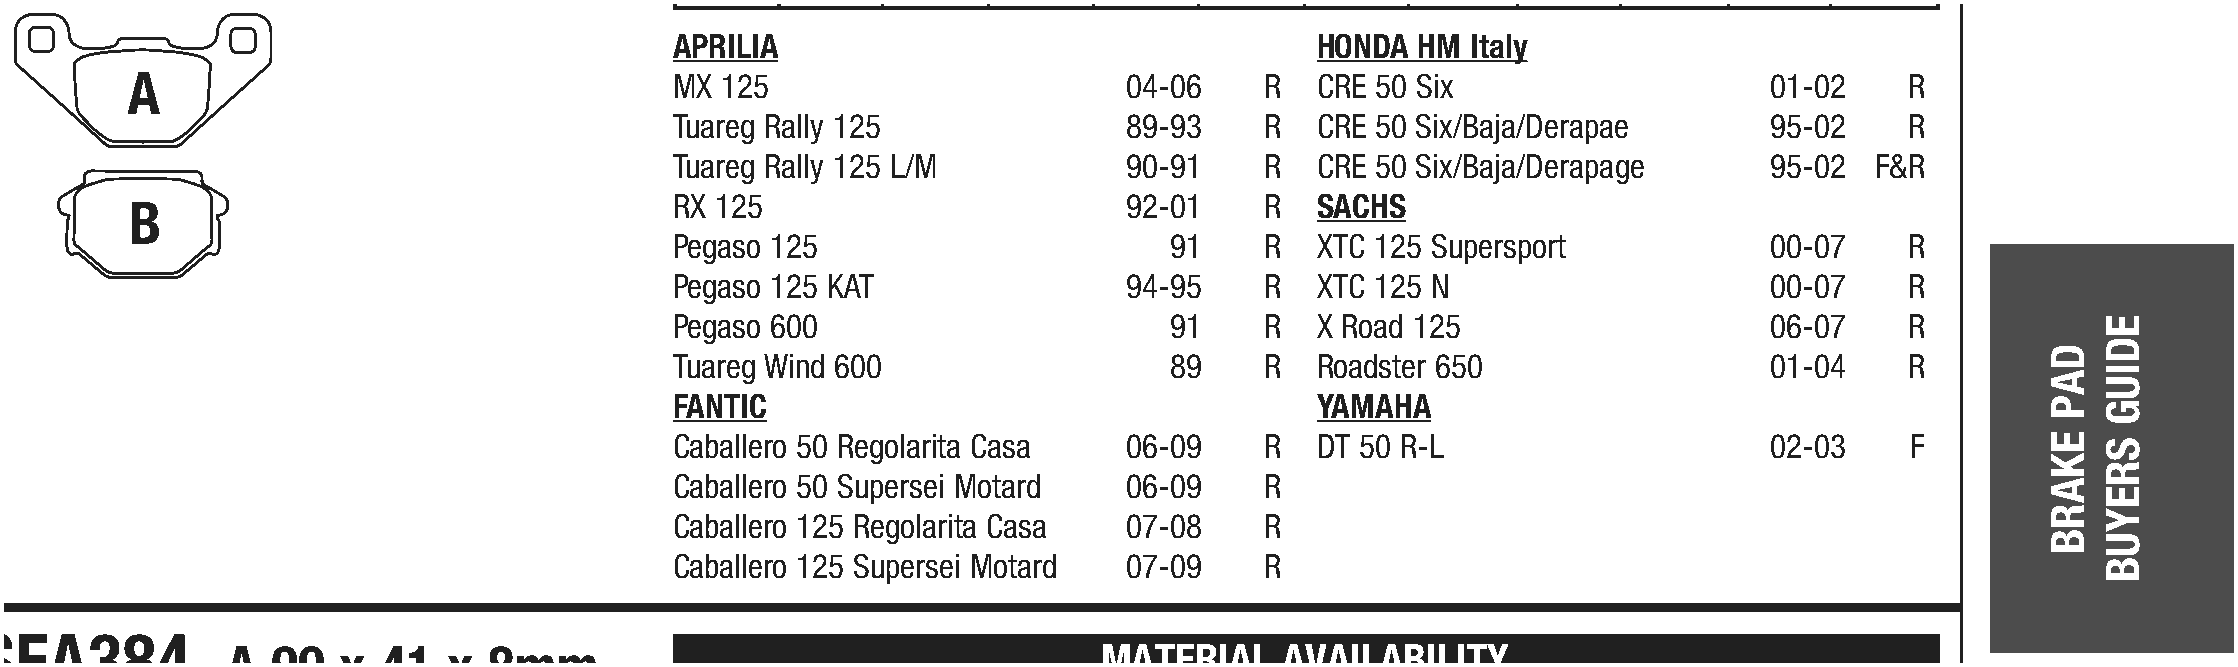 A
B
APRILIA
MX 125 04-06 R
Tuareg Rally 125 89-93 R
Tuareg Rally 125 L/M 90-91 R
RX 125 92-01 R
Pegaso 125 91 R
Pegaso 125 KAT 94-95 R
Pegaso 600 91 R
Tuareg Wind 600 89 R
FANTIC
Caballero 50 Regolarita Casa 06-09 R
Caballero 50 Supersei Motard 06-09 R
Caballero 125 Regolarita Casa 07-08 R
Caballero 125 Supersei Motard 07-09 R
HONDA HM Italy
CRE 50 Six 01-02 R
CRE 50 Six/Baja/Derapae 95-02 R
CRE 50 Six/Baja/Derapage 95-02 F&R
SACHS
XTC 125 Supersport 00-07 R
XTC 125 N 00-07 R
X Road 125 06-07 R
Roadster 650 01-04 R
YAMAHA
DT 50 R-L 02-03 F
BRAKE PAD
BUYERS GUIDE
SFA384 A 99 x 41 x 8mm
MATERIAL AVAILABILITY